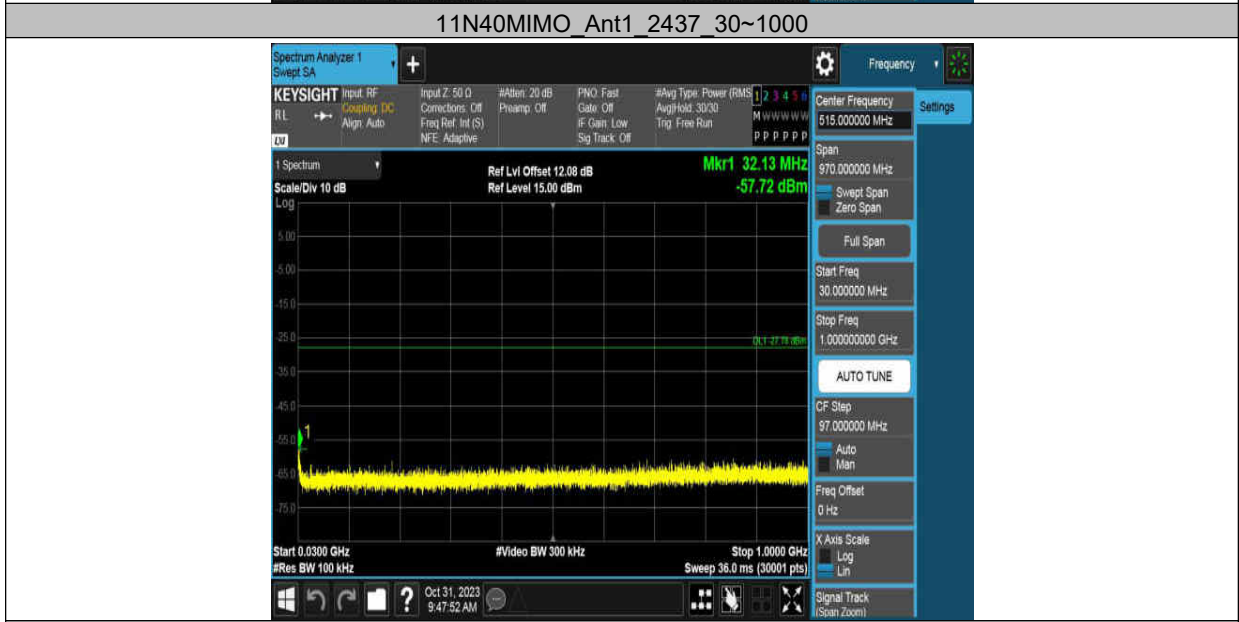 11N40MIMO_Ant1_2437_30~1000
Spectrum Analyzer 1
Swept SA
Frequency
KEYSIGHT
RL
Input: RF
Coupling: DC
Align: Auto
Input Z: 50 Ω
Corrections: Off
Freq Ref: Int (S)
NFE: Adaptive
#Atten: 20 dB
Preamp: Off
PNO: Fast
Gate: Off
IF Gain: Low
Sig Track: Off
#Avg Type: Power (RMS
Avg|Hold: 30/30
Trig: Free Run
1 2 3 4 5 6
M W W W W W
P P P P P P
1 Spectrum
Scale/Div 10 dB
Log
Ref Lvl Offset 12.08 dB
Ref Level 15.00 dBm
Mkr1 32.13 MHz
-57.72 dBm
5.00
-5.00
-15.0
-25.0
DL1 -27.78 dBm
-35.0
-45.0
-55.0
1
-65.0
-75.0
Start 0.0300 GHz
#Res BW 100 kHz
#Video BW 300 kHz
Stop 1.0000 GHz
Sweep 36.0 ms (30001 pts)
Oct 31, 2023
9:47:52 AM
Center Frequency
515.000000 MHz
Settings
Span
970.000000 MHz
Swept Span
Zero Span
Full Span
Start Freq
30.000000 MHz
Stop Freq
1.000000000 GHz
AUTO TUNE
CF Step
97.000000 MHz
Auto
Man
Freq Offset
0 Hz
X Axis Scale
Log
Lin
Signal Track
(Span Zoom)